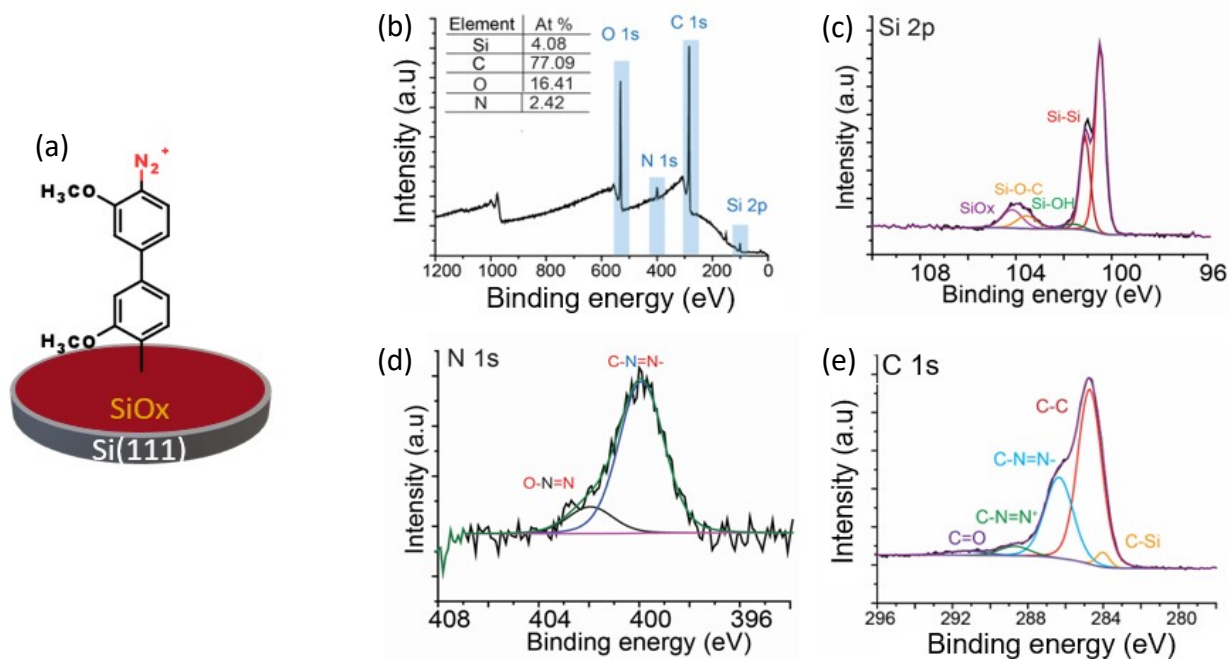 (a)
N₂⁺
H₃CO
H₃CO
SiOx
Si(111)
(b)
Element At %
Si 4.08
C 77.09
O 16.41
N 2.42
O 1s
C 1s
N 1s
Si 2p
Intensity (a.u)
1200 1000 800 600 400 200 0
Binding energy (eV)
(c)
Si 2p
Si-Si
Si-O-C
SiOx
Si-OH
Intensity (a.u)
108 104 100 96
Binding energy (eV)
(d)
N 1s
C-N=N-
O-N=N
Intensity (a.u)
408 404 400 396
Binding energy (eV)
(e)
C 1s
C-C
C-N=N-
C-N=N⁺
C=O
C-Si
Intensity (a.u)
296 292 288 284 280
Binding energy (eV)